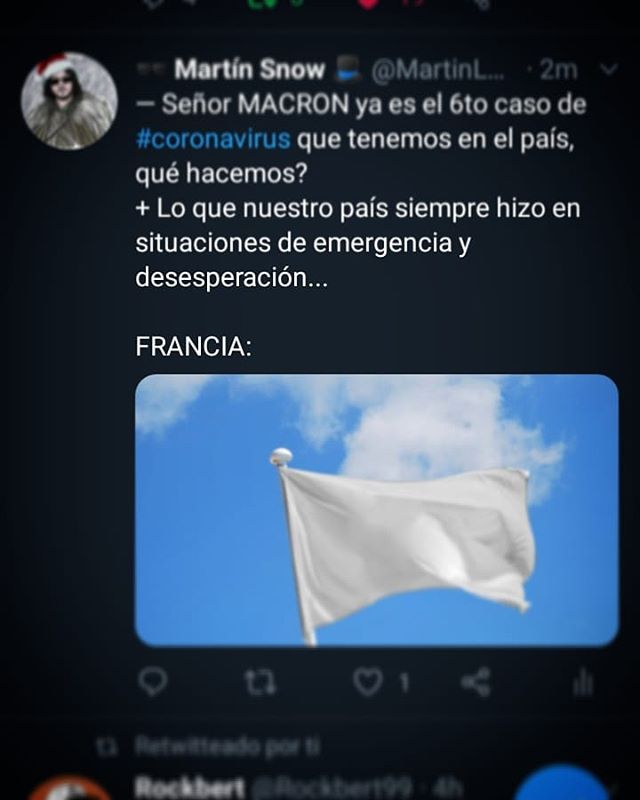 Martín Snow @MartinL... · 2m
— Señor MACRON ya es el 6to caso de
#coronavirus que tenemos en el país,
qué hacemos?
+ Lo que nuestro país siempre hizo en
situaciones de emergencia y
desesperación...
FRANCIA:
1
Retwitteado por ti
Rockbert @Rockbert99 · 4h